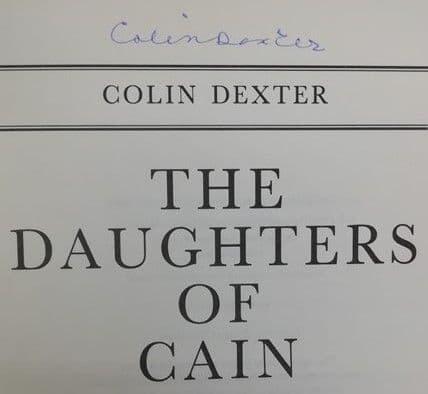 Colin Dexter
COLIN DEXTER
THE
DAUGHTERS
OF
CAIN